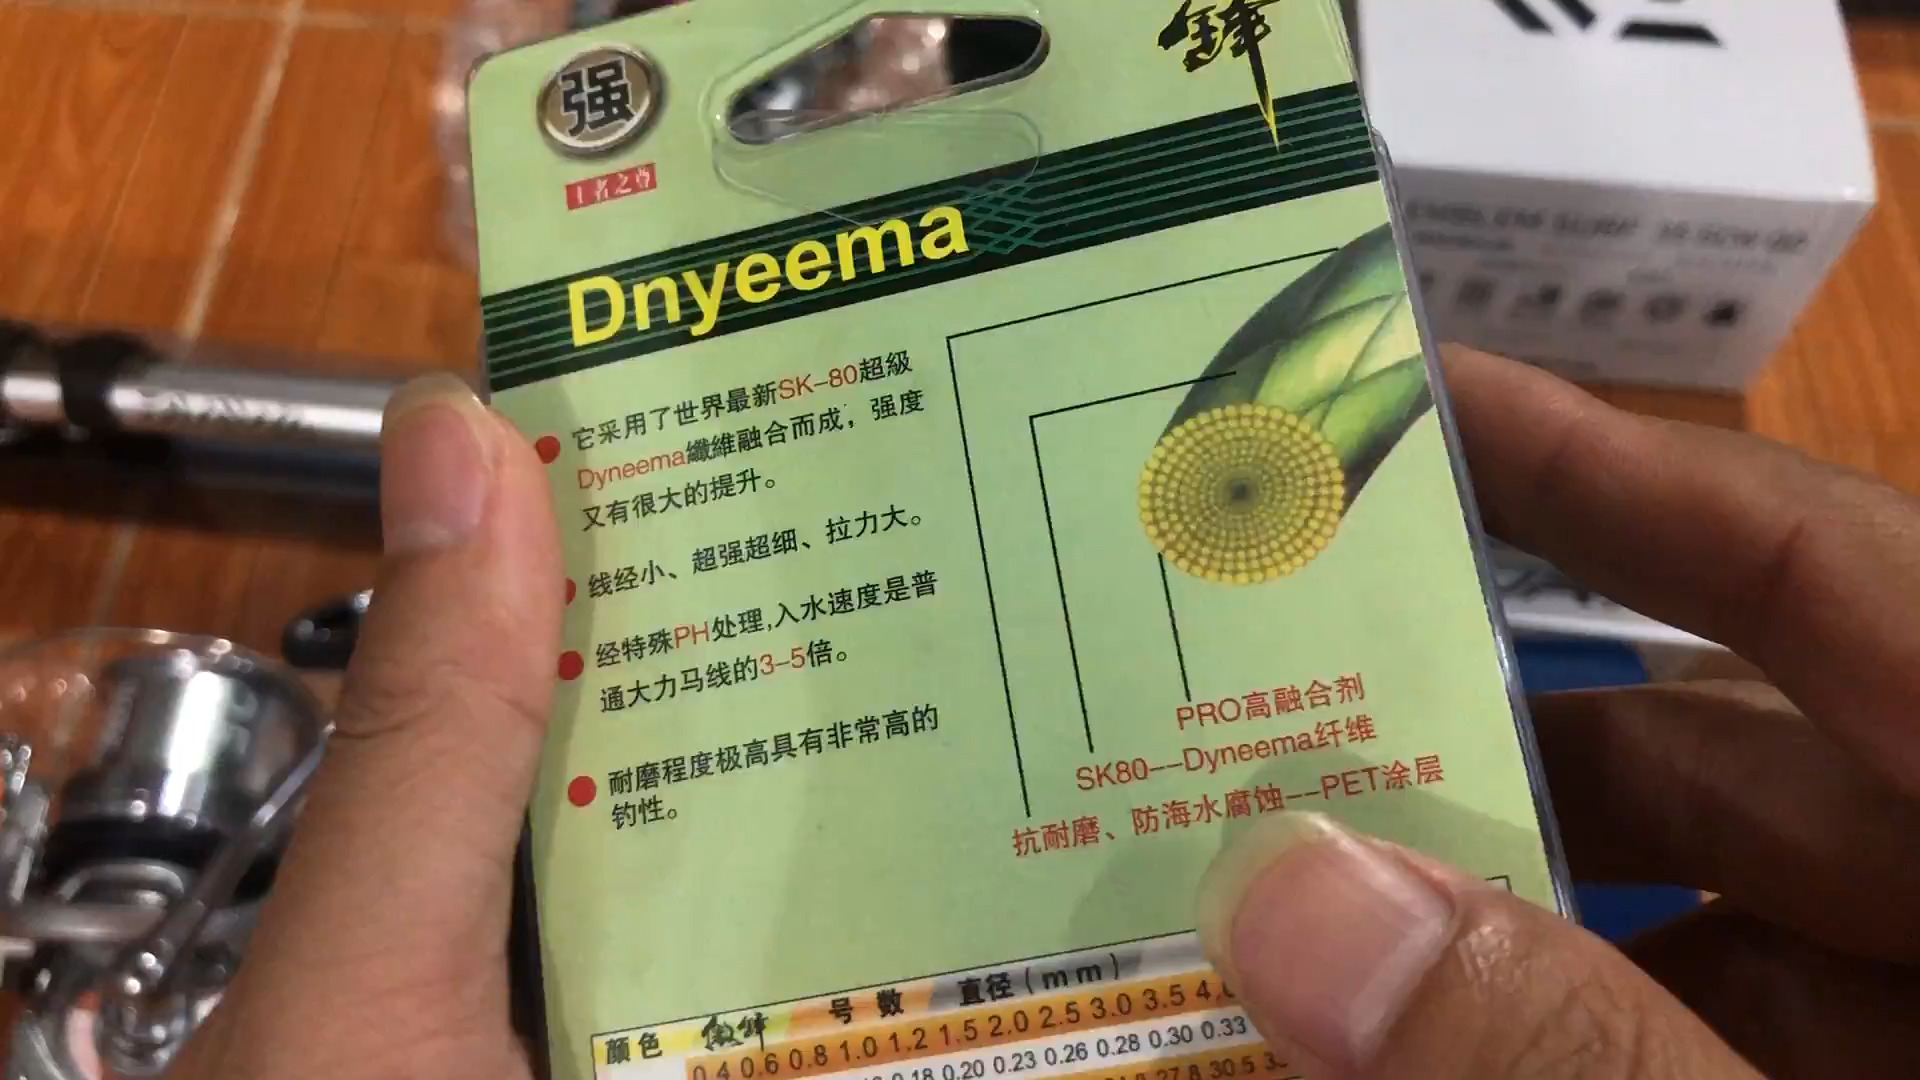 强
王者之尊
锋
Dnyeema
它采用了世界最新SK-80超級
Dyneema纖維融合而成，强度
又有很大的提升。
线经小、超强超细、拉力大。
经特殊PH处理,入水速度是普
通大力马线的3-5倍。
耐磨程度极高具有非常高的
钓性。
PRO高融合剂
SK80--Dyneema纤维
抗耐磨、防海水腐蚀--PET涂层
颜色 号数 直径(mm)
0.4 0.6 0.8 1.0 1.2 1.5 2.0 2.5 3.0 3.5 4.0
0.18 0.20 0.23 0.26 0.28 0.30 0.33
27.8 30.5